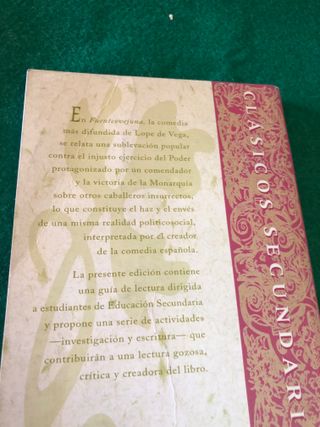 En Fuenteovejuna, la comedia
más difundida de Lope de Vega,
se relata una sublevación popular
contra el injusto ejercicio del Poder
protagonizado por un comendador
y la victoria de la Monarquía
sobre otros caballeros insurrectos,
lo que constituye el haz y el envés
de una misma realidad politicosocial,
interpretada por el creador
de la comedia española.
La presente edición contiene
una guía de lectura dirigida
a estudiantes de Educación Secundaria
y propone una serie de actividades
—investigación y escritura— que
contribuirán a una lectura gozosa,
crítica y creadora del libro.
CLÁSICOS SECUNDARI